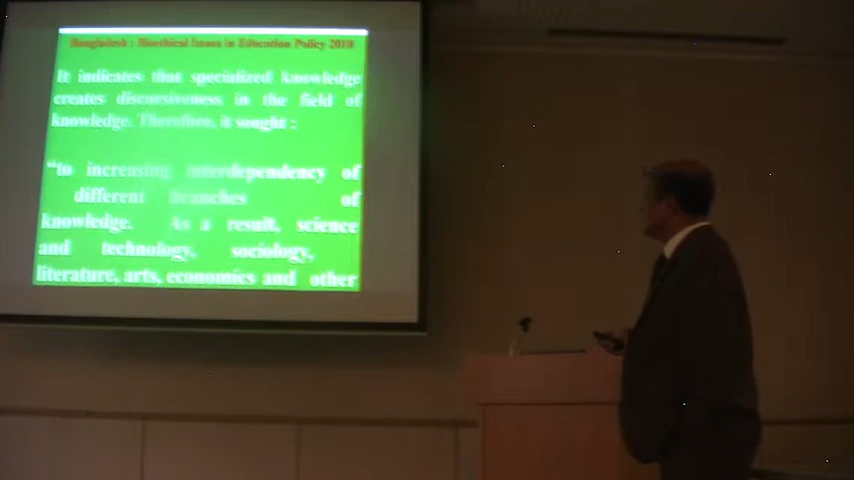 Bangladesh : Bioethical Issues in Education Policy 2010
It indicates that specialized knowledge
creates discursiveness in the field of
knowledge. Therefore, it sought :
“to increasing interdependency of
different branches of
knowledge. As a result, science
and technology, sociology,
literature, arts, economics and other